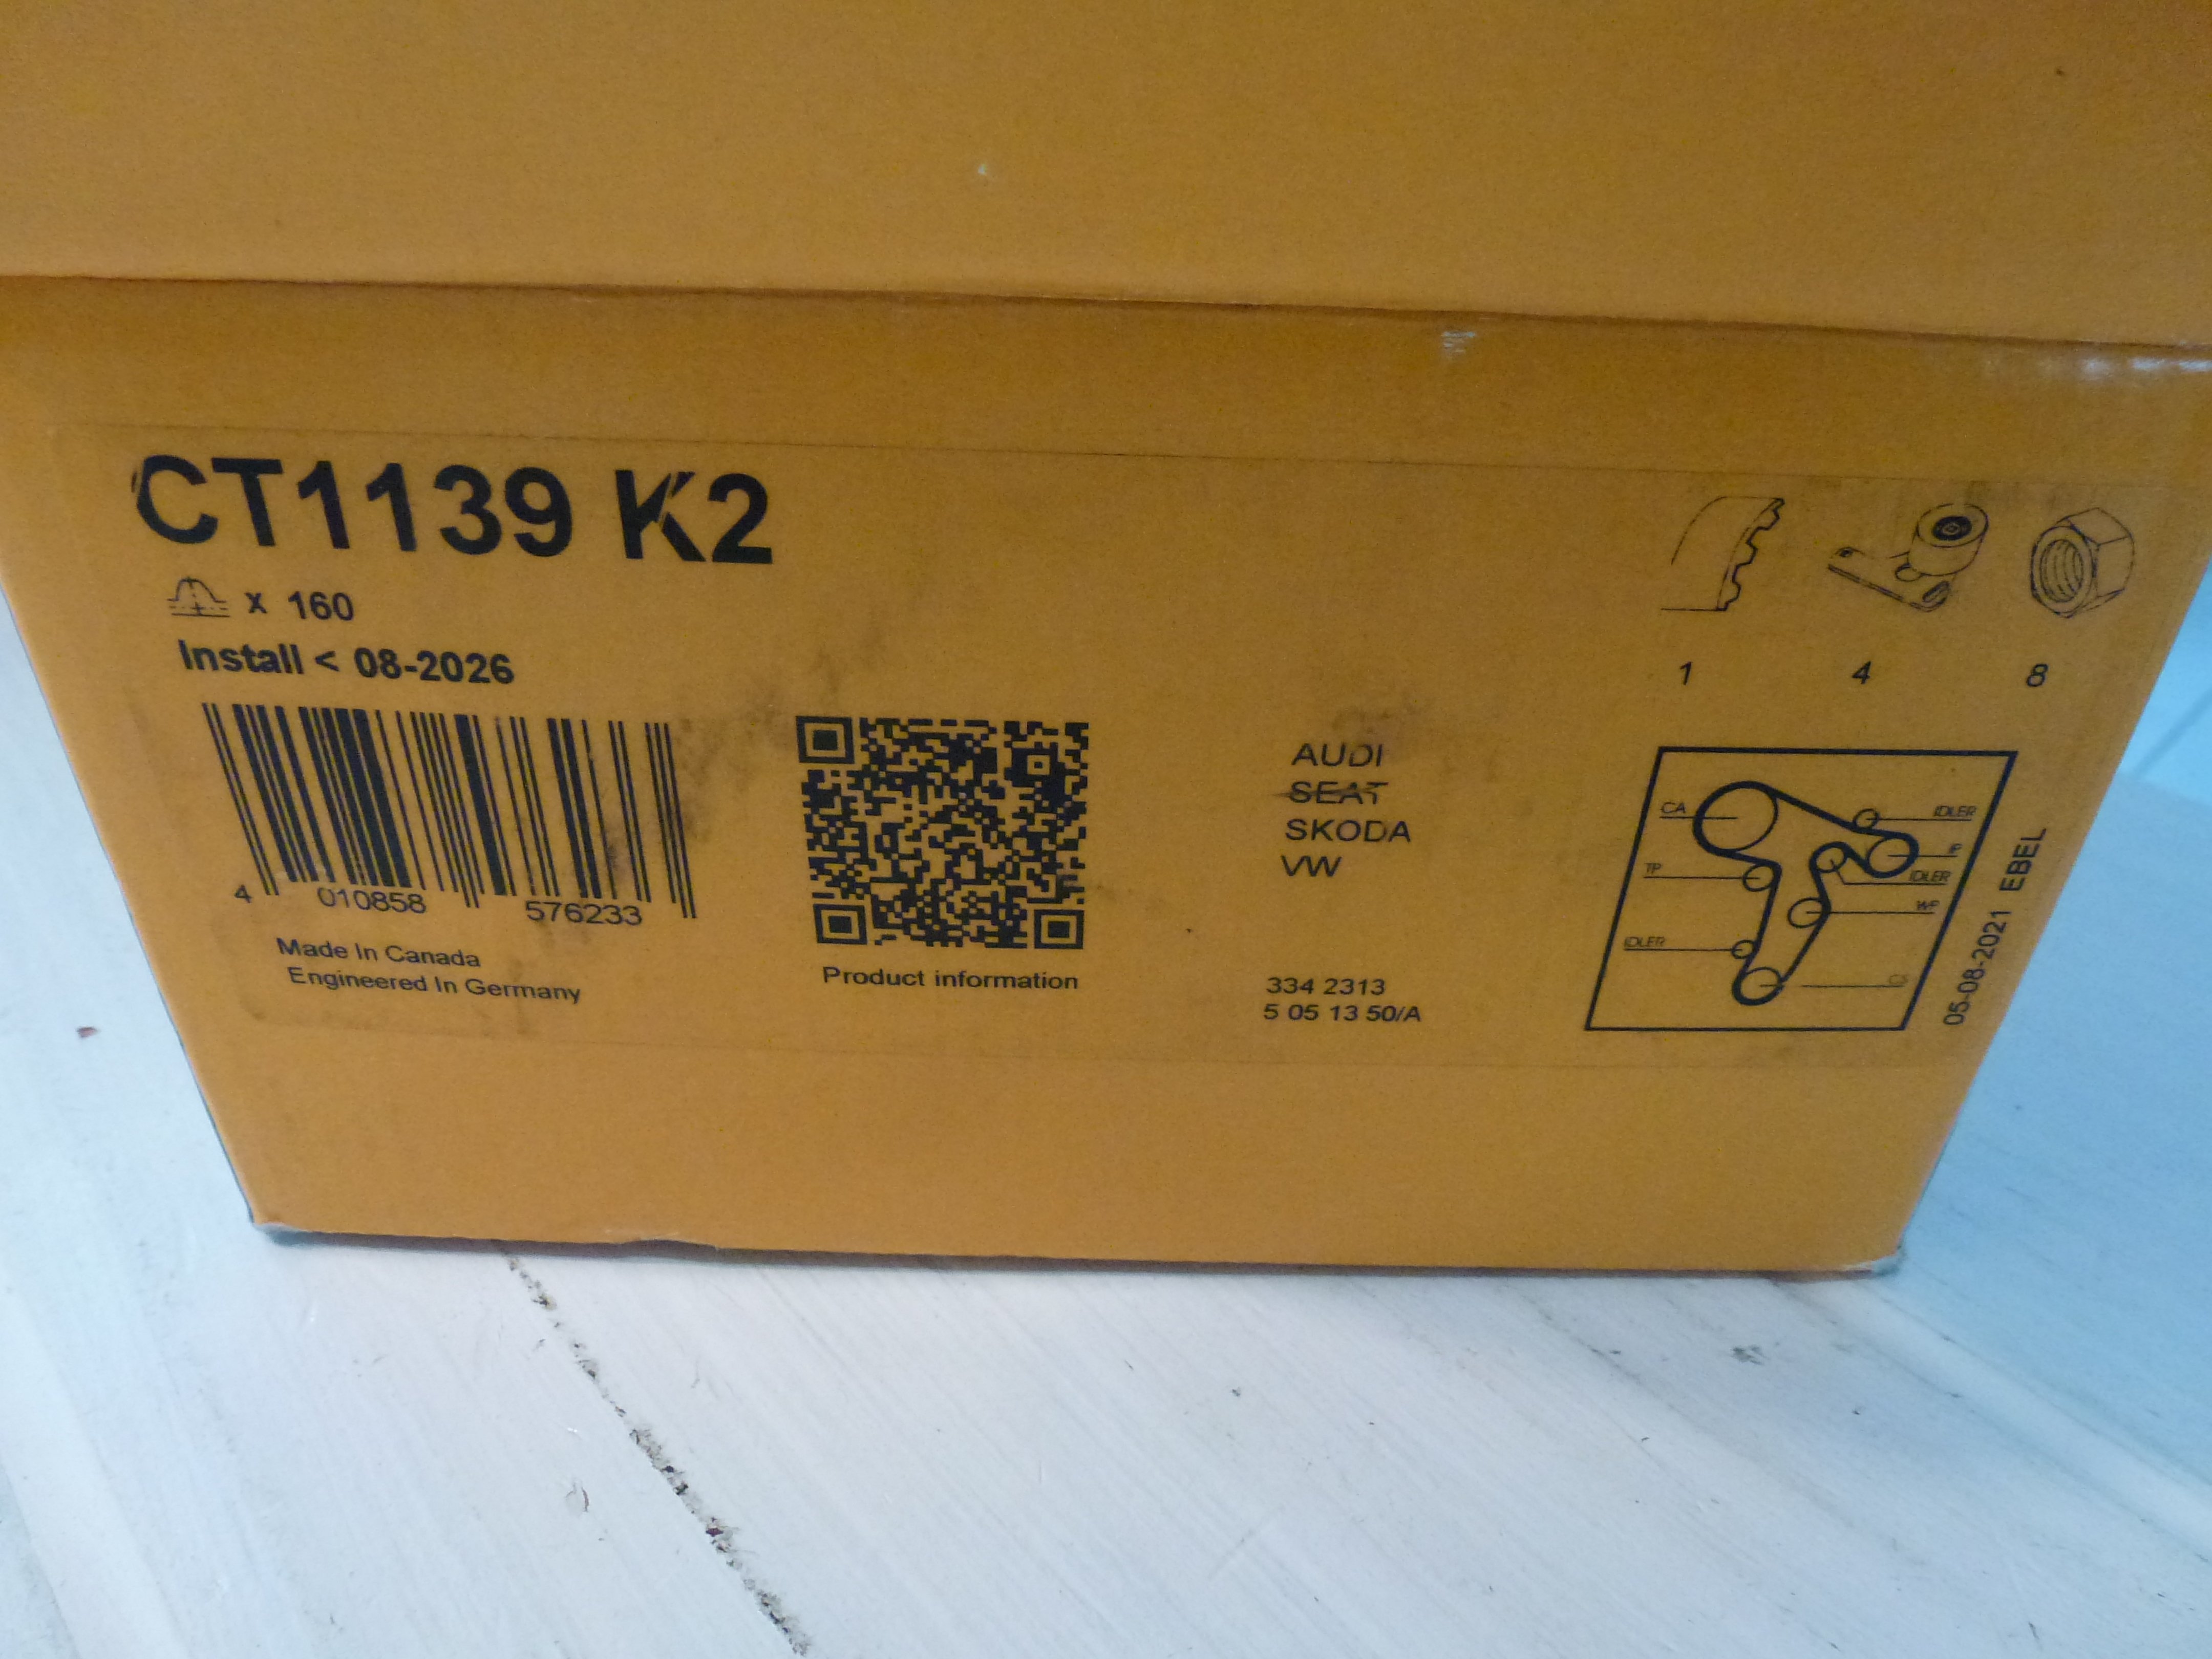 CT1139 K2
x 160
Install < 08-2026
4 010858 576233
Made In Canada
Engineered In Germany
Product information
AUDI
SEAT
SKODA
VW
334 2313
5 05 13 50/A
1 4 8
CA
IDLER
TP
IP
IDLER
WP
IDLER
CS
05-08-2021 EBEL